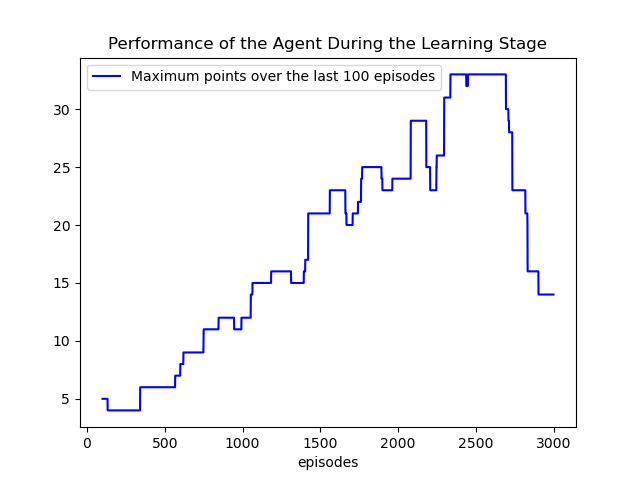 Performance of the Agent During the Learning Stage
Maximum points over the last 100 episodes
30
25
20
15
10
5
0 500 1000 1500 2000 2500 3000
episodes